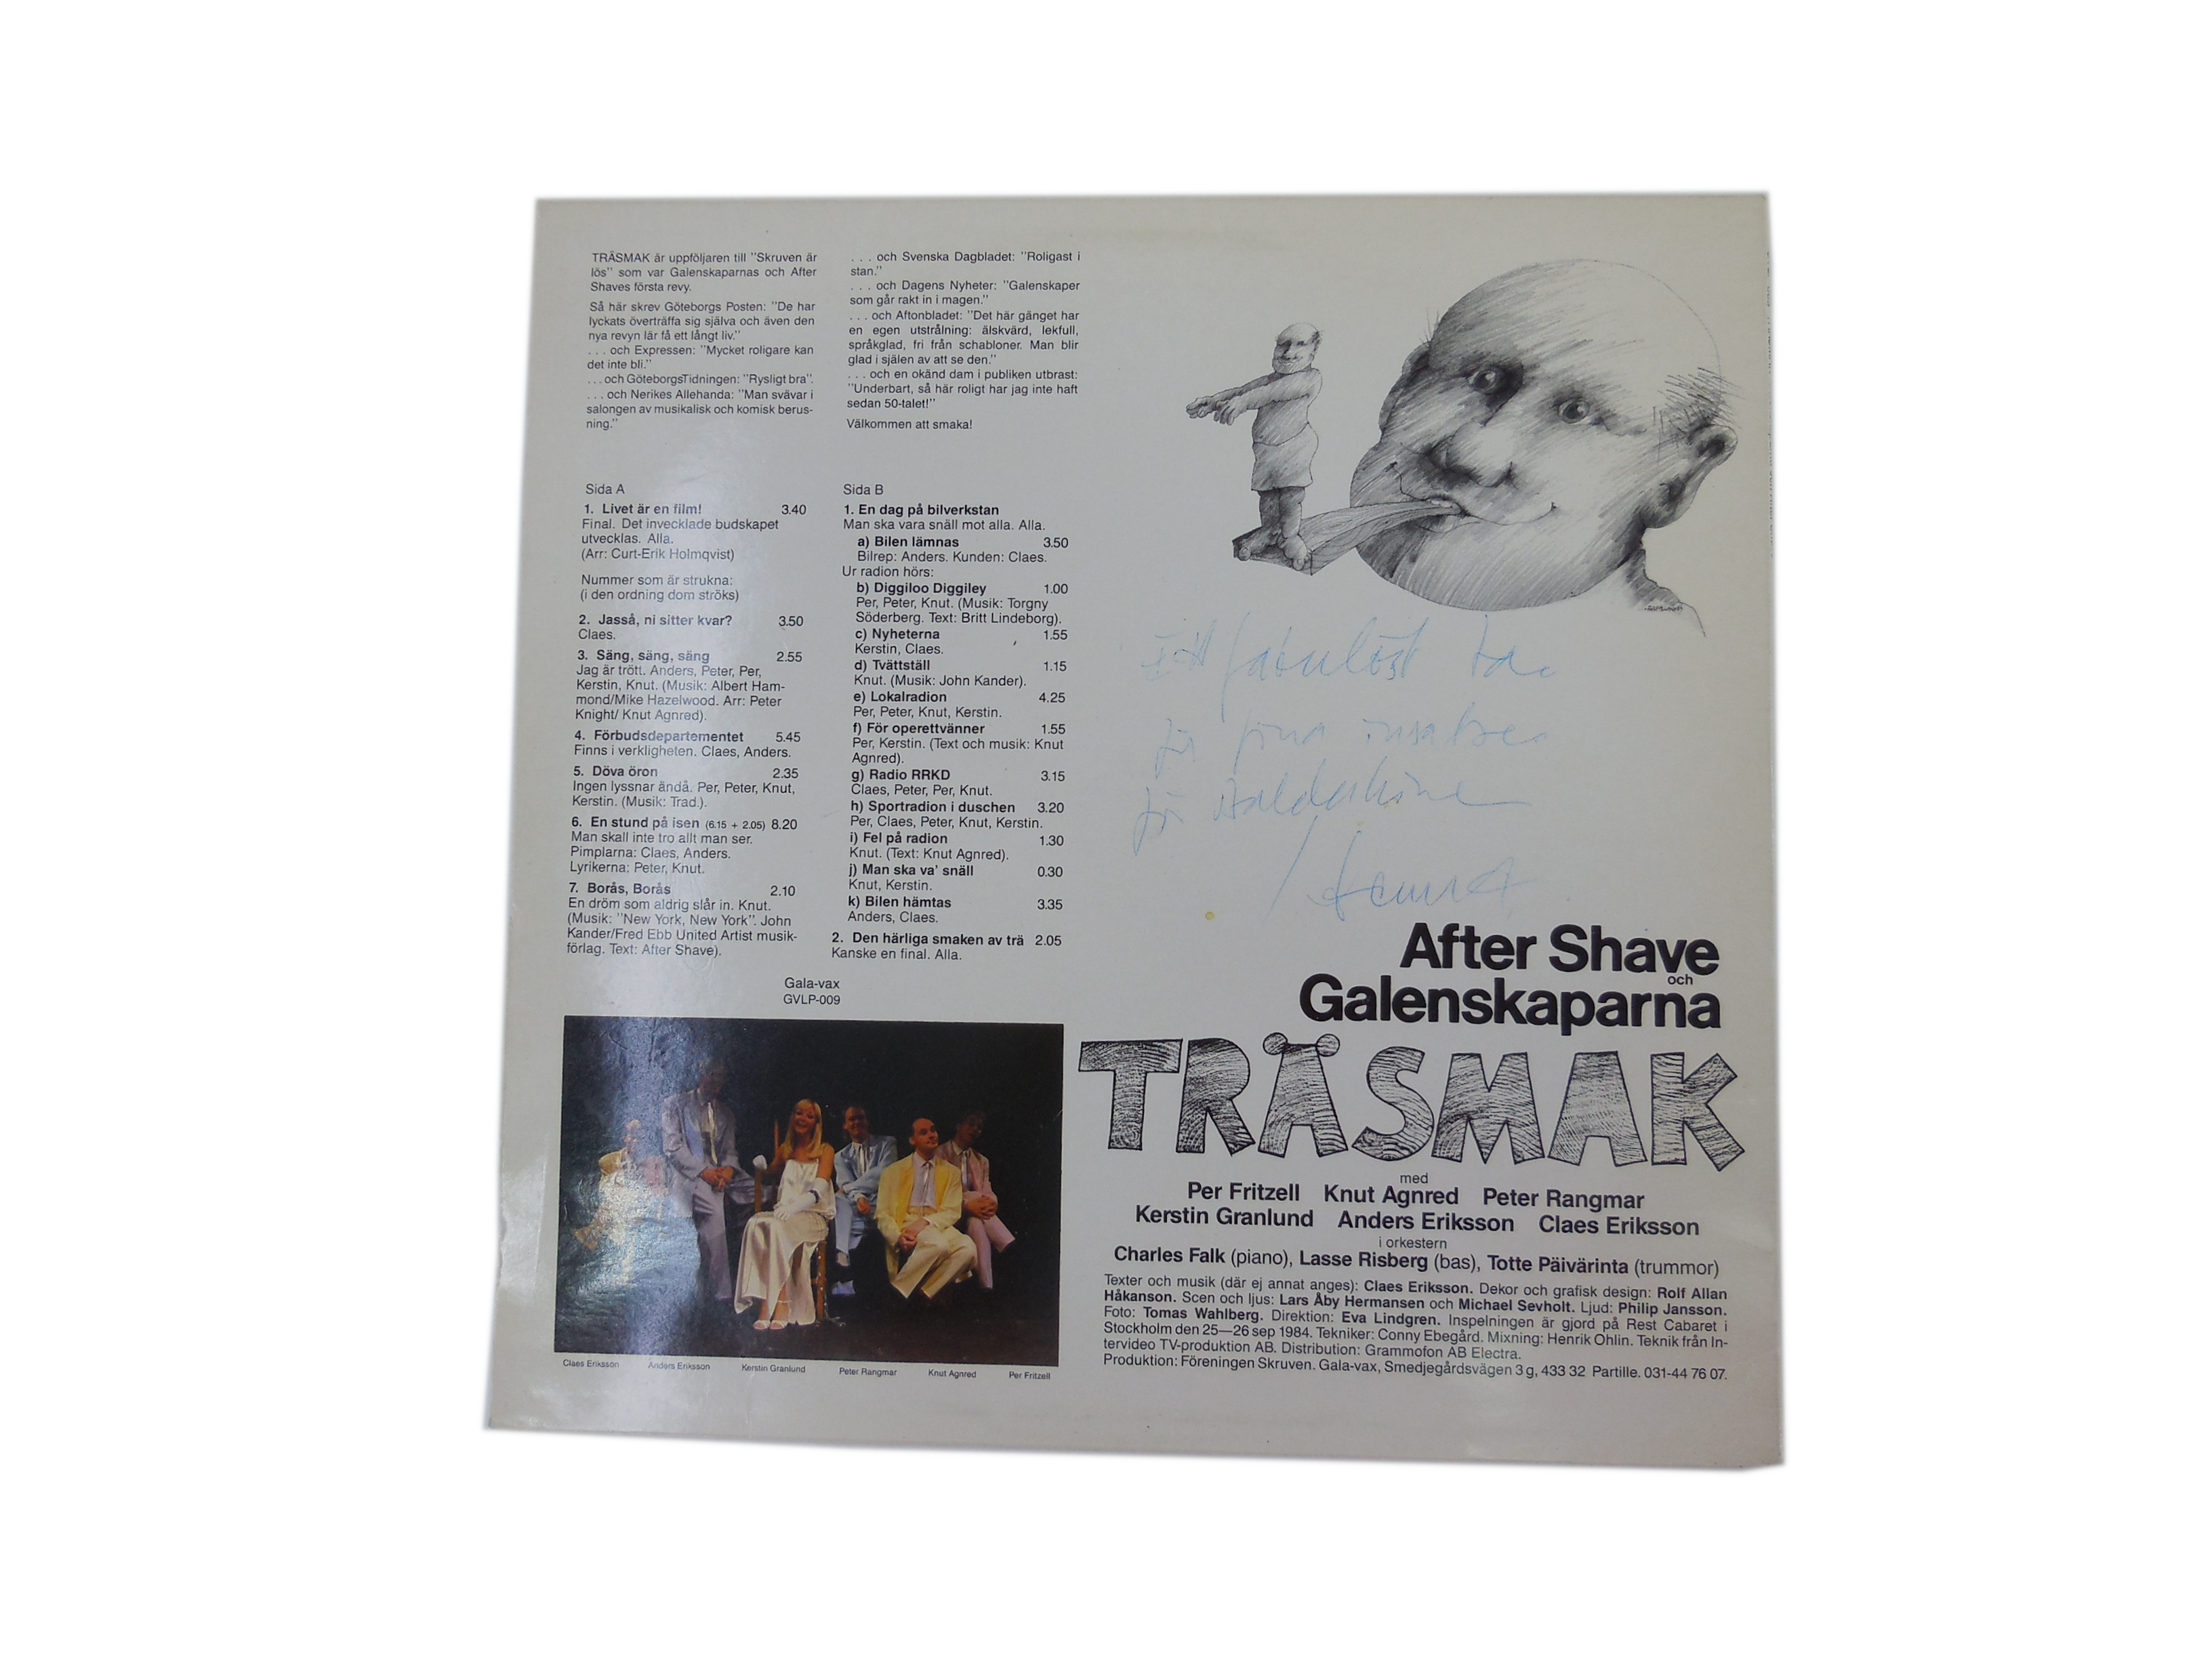 TRÄSMAK är uppföljaren till "Skruven är
lös" som var Galenskaparnas och After
Shaves första revy.
Så här skrev Göteborgs Posten: "De har
lyckats överträffa sig själva och även den
nya revyn lär få ett långt liv."
. . . och Expressen: "Mycket roligare kan
det inte bli."
. . . och GöteborgsTidningen: "Rysligt bra".
. . . och Nerikes Allehanda: "Man svävar i
salongen av musikalisk och komisk berus-
ning."
. . . och Svenska Dagbladet: "Roligast i
stan."
. . . och Dagens Nyheter: "Galenskaper
som går rakt in i magen."
. . . och Aftonbladet: "Det här gänget har
en egen utstrålning: älskvärd, lekfull,
språkglad, fri från schabloner. Man blir
glad i själen av att se den."
. . . och en okänd dam i publiken utbrast:
"Underbart, så här roligt har jag inte haft
sedan 50-talet!"
Välkommen att smaka!
Sida A
1. Livet är en film! 3.40
Final. Det invecklade budskapet
utvecklas. Alla.
(Arr: Curt-Erik Holmqvist)
Nummer som är strukna:
(i den ordning dom ströks)
2. Jasså, ni sitter kvar? 3.50
Claes.
3. Säng, säng, säng 2.55
Jag är trött. Anders, Peter, Per,
Kerstin, Knut. (Musik: Albert Ham-
mond/Mike Hazelwood. Arr: Peter
Knight/ Knut Agnred).
4. Förbudsdepartementet 5.45
Finns i verkligheten. Claes, Anders.
5. Döva öron 2.35
Ingen lyssnar ändå. Per, Peter, Knut,
Kerstin. (Musik: Trad.).
6. En stund på isen (6.15 + 2.05) 8.20
Man skall inte tro allt man ser.
Pimplarna: Claes, Anders.
Lyrikerna: Peter, Knut.
7. Borås, Borås 2.10
En dröm som aldrig slår in. Knut.
(Musik: "New York, New York". John
Kander/Fred Ebb United Artist musik-
förlag. Text: After Shave).
Sida B
1. En dag på bilverkstan
Man ska vara snäll mot alla. Alla.
a) Bilen lämnas 3.50
Bilrep: Anders. Kunden: Claes.
Ur radion hörs:
b) Diggiloo Diggiley 1.00
Per, Peter, Knut. (Musik: Torgny
Söderberg. Text: Britt Lindeborg).
c) Nyheterna 1.55
Kerstin, Claes.
d) Tvättställ 1.15
Knut. (Musik: John Kander).
e) Lokalradion 4.25
Per, Peter, Knut, Kerstin.
f) För operettvänner 1.55
Per, Kerstin. (Text och musik: Knut
Agnred).
g) Radio RRKD 3.15
Claes, Peter, Per, Knut.
h) Sportradion i duschen 3.20
Per, Claes, Peter, Knut, Kerstin.
i) Fel på radion 1.30
Knut. (Text: Knut Agnred).
j) Man ska va' snäll 0.30
Knut, Kerstin.
k) Bilen hämtas 3.35
Anders, Claes.
2. Den härliga smaken av trä 2.05
Kanske en final. Alla.
Gala-vax
GVLP-009
Claes Eriksson Anders Eriksson Kerstin Granlund Peter Rangmar Knut Agnred Per Fritzell
Ett fabulöst
för fina insatser
för
After Shave
och
Galenskaparna
TRÄSMAK
med
Per Fritzell Knut Agnred Peter Rangmar
Kerstin Granlund Anders Eriksson Claes Eriksson
i orkestern
Charles Falk (piano), Lasse Risberg (bas), Totte Päivärinta (trummor)
Texter och musik (där ej annat anges): Claes Eriksson. Dekor och grafisk design: Rolf Allan
Håkanson. Scen och ljus: Lars Åby Hermansen och Michael Sevholt. Ljud: Philip Jansson.
Foto: Tomas Wahlberg. Direktion: Eva Lindgren. Inspelningen är gjord på Rest Cabaret i
Stockholm den 25—26 sep 1984. Tekniker: Conny Ebegård. Mixning: Henrik Ohlin. Teknik från In-
tervideo TV-produktion AB. Distribution: Grammofon AB Electra.
Produktion: Föreningen Skruven. Gala-vax, Smedjegårdsvägen 3 g, 433 32 Partille. 031-44 76 07.